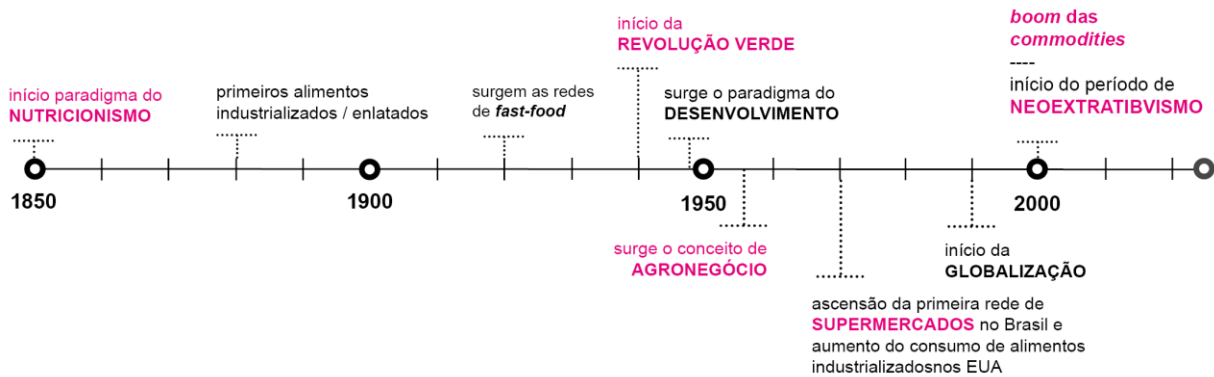 início paradigma do
NUTRICIONISMO
primeiros alimentos
industrializados / enlatados
surgem as redes
de fast-food
início da
REVOLUÇÃO VERDE
surge o paradigma do
DESENVOLVIMENTO
boom das
commodities
----
início do período de
NEOEXTRATIBVISMO
1850
1900
1950
2000
surge o conceito de
AGRONEGÓCIO
ascensão da primeira rede de
SUPERMERCADOS no Brasil e
aumento do consumo de alimentos
industrializadosnos EUA
início da
GLOBALIZAÇÃO